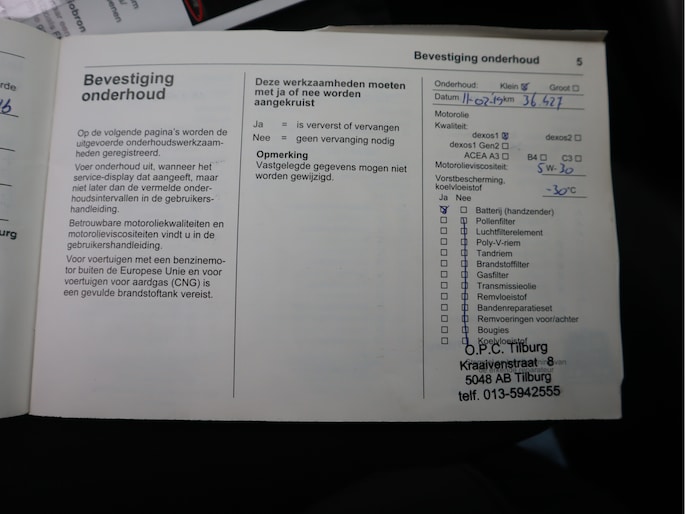 Bevestiging onderhoud 5
Bevestiging
onderhoud
Op de volgende pagina's worden de
uitgevoerde onderhoudswerkzaam-
heden geregistreerd.
Voer onderhoud uit, wanneer het
service-display dat aangeeft, maar
niet later dan de vermelde onder-
houdsintervallen in de gebruikers-
handleiding.
Betrouwbare motoroliekwaliteiten en
motorolieviscositeiten vindt u in de
gebruikershandleiding.
Voor voertuigen met een benzinemo-
tor buiten de Europese Unie en voor
voertuigen voor aardgas (CNG) is
een gevulde brandstoftank vereist.
Deze werkzaamheden moeten
met ja of nee worden
aangekruist
Ja = is ververst of vervangen
Nee = geen vervanging nodig
Opmerking
Vastgelegde gegevens mogen niet
worden gewijzigd.
Onderhoud: Klein Groot
Datum 11-02-19 km 36 427
Motorolie
Kwaliteit:
dexos1 dexos2
dexos1 Gen2
ACEA A3 B4 C3
Motorolieviscositeit: 5W-30
Vorstbescherming,
koelvloeistof -30°C
Ja Nee
Batterij (handzender)
Pollenfilter
Luchtfilterelement
Poly-V-riem
Tandriem
Brandstoffilter
Gasfilter
Transmissieolie
Remvloeistof
Bandenreparatieset
Remvoeringen voor/achter
Bougies
Koelvloeistof
O.P.C. Tilburg
Kraaivenstraat 8
5048 AB Tilburg
telf. 013-5942555